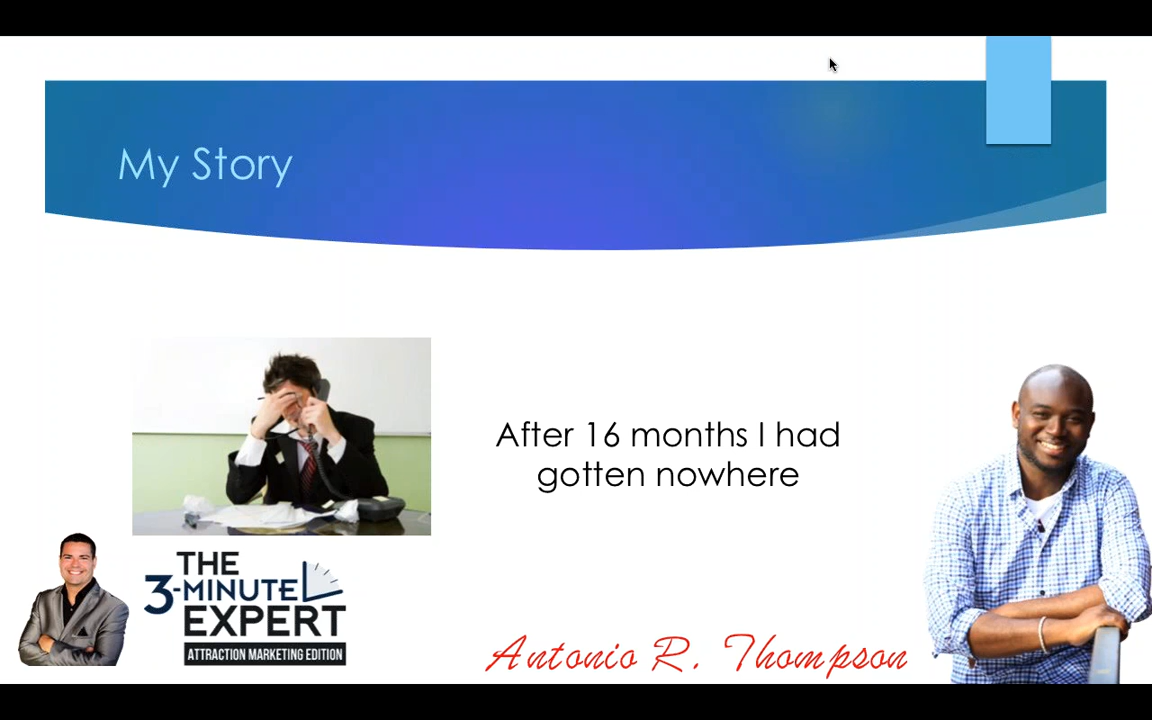 My Story
After 16 months I had
gotten nowhere
THE
3-MINUTE
EXPERT
ATTRACTION MARKETING EDITION
Antonio R. Thompson